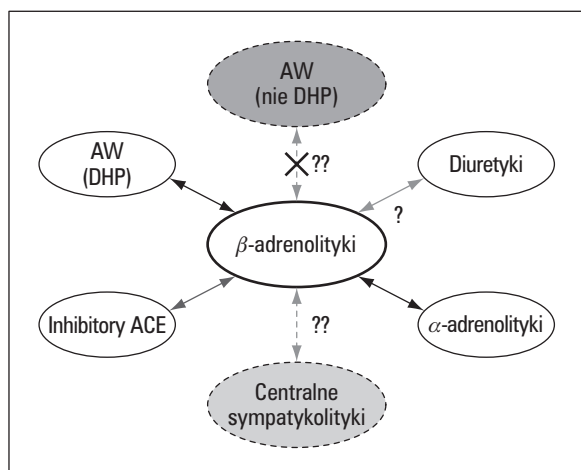 AW
(nie DHP)
??
AW
(DHP)
Diuretyki
?
β-adrenolityki
Inhibitory ACE
α-adrenolityki
??
Centralne
sympatykolityki